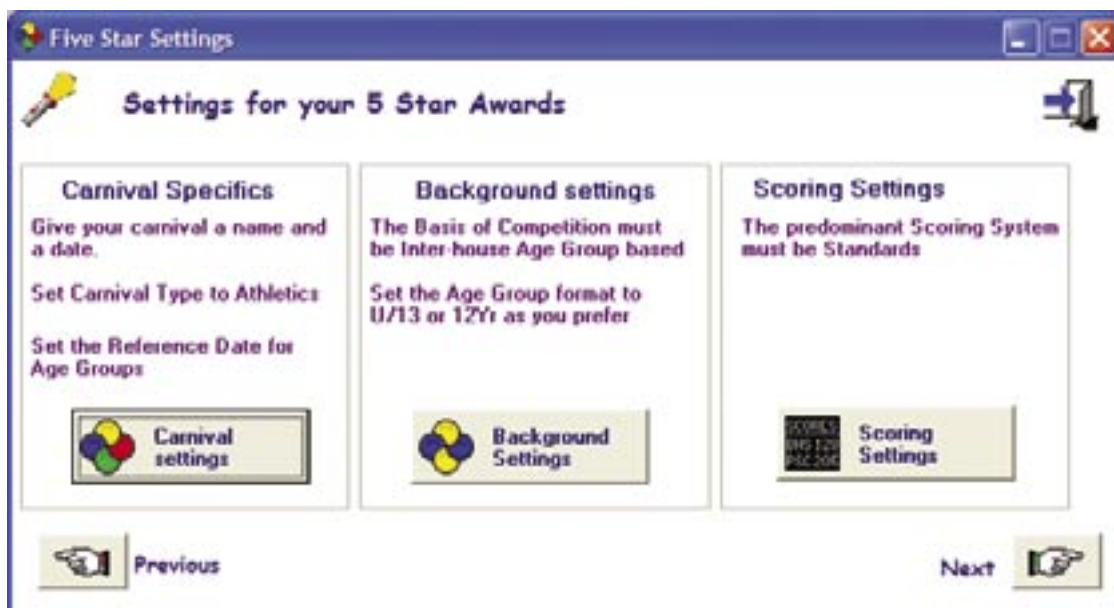 Five Star Settings
Settings for your 5 Star Awards
Carnival Specifics
Give your carnival a name and
a date.
Set Carnival Type to Athletics
Set the Reference Date for
Age Groups
Carnival
settings
Background settings
The Basis of Competition must
be Inter-house Age Group based
Set the Age Group format to
U/13 or 12Yr as you prefer
Background
Settings
Scoring Settings
The predominant Scoring System
must be Standards
SCORES
Scoring
Settings
Previous
Next